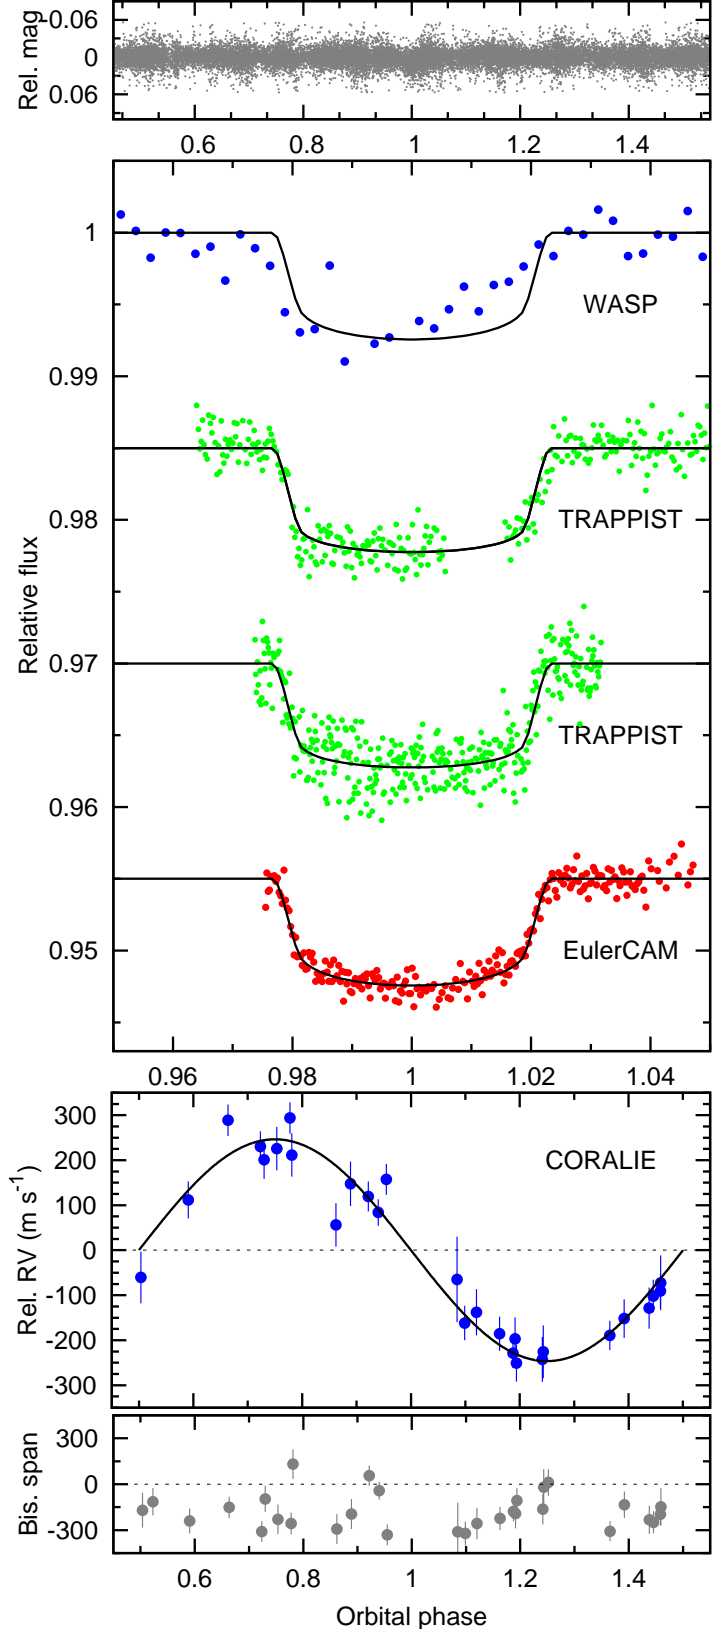 -0.06
0
0.06
Rel. mag
0.6 0.8 1 1.2 1.4
1
0.99
0.98
0.97
0.96
0.95
Relative flux
WASP
TRAPPIST
TRAPPIST
EulerCAM
0.96 0.98 1 1.02 1.04
300
200
100
0
-100
-200
-300
Rel. RV (m s-1)
CORALIE
300
0
-300
Bis. span
0.6 0.8 1 1.2 1.4
Orbital phase